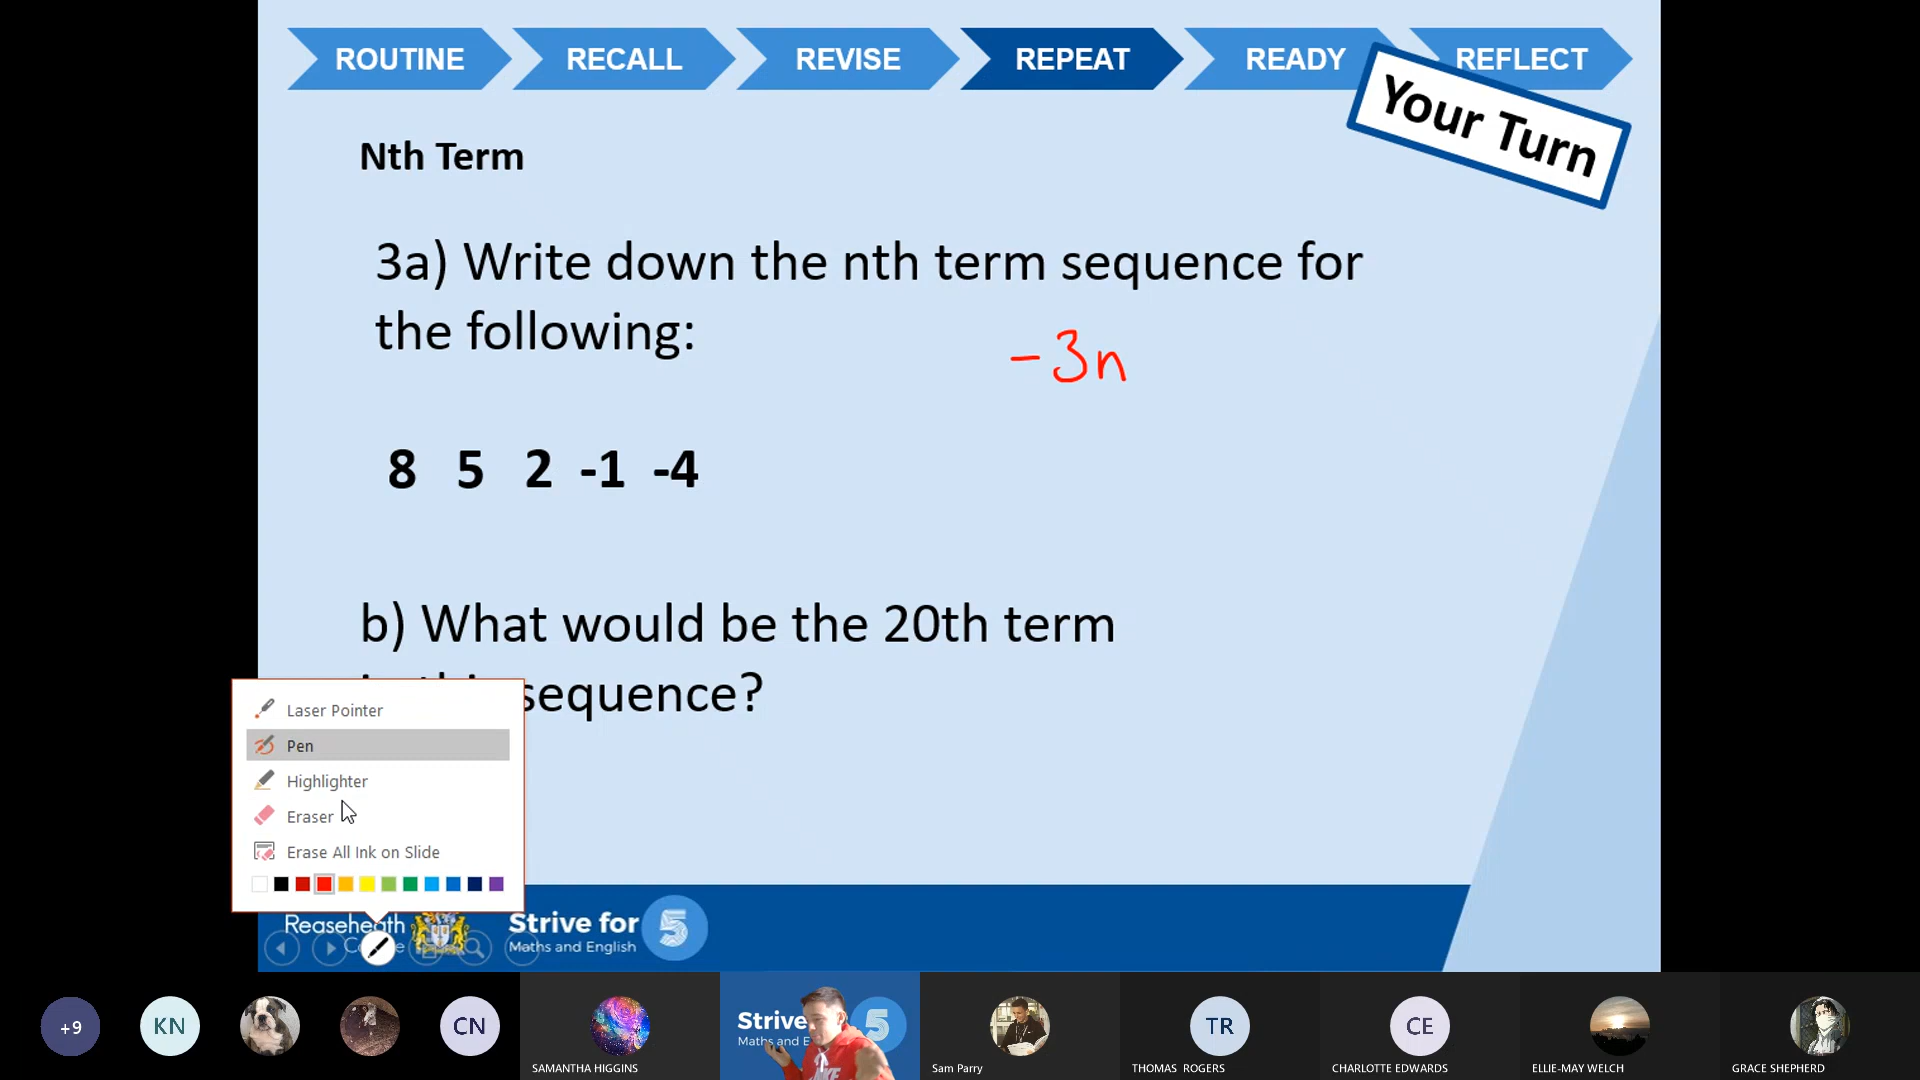 ROUTINE RECALL REVISE REPEAT READY REFLECT
Your Turn
Nth Term
3a) Write down the nth term sequence for
the following:
-3n
8 5 2 -1 -4
b) What would be the 20th term
sequence?
Laser Pointer
Pen
Highlighter
Eraser
Erase All Ink on Slide
Reaseheath
Strive for 5
Maths and English
+9
KN
CN
SAMANTHA HIGGINS
Strive 5
Maths and E
Sam Parry
TR
THOMAS ROGERS
CE
CHARLOTTE EDWARDS
ELLIE-MAY WELCH
GRACE SHEPHERD